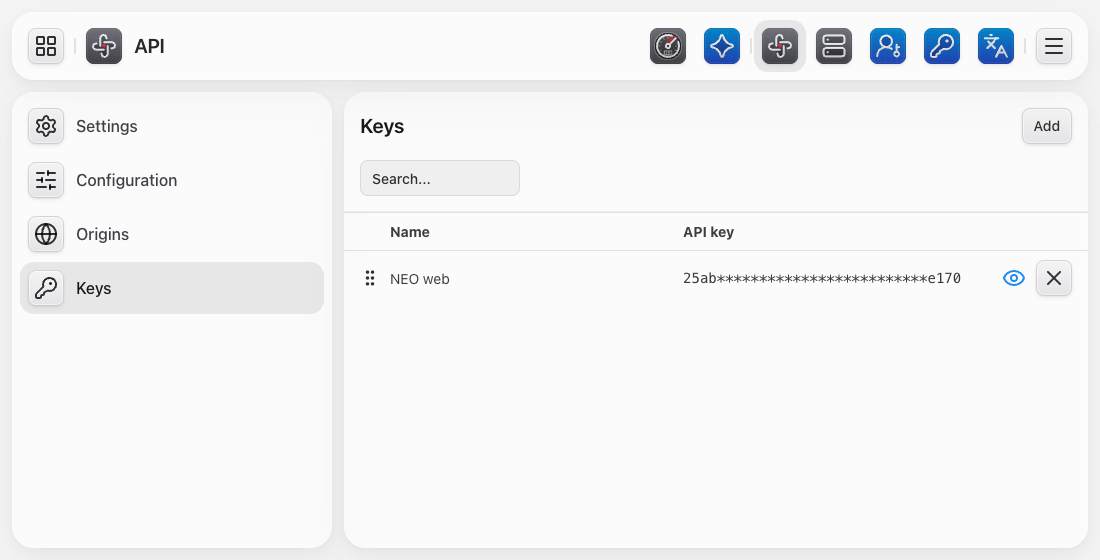 API
Settings
Configuration
Origins
Keys
Keys
Add
Search...
Name API key
NEO web 25ab*************************e170